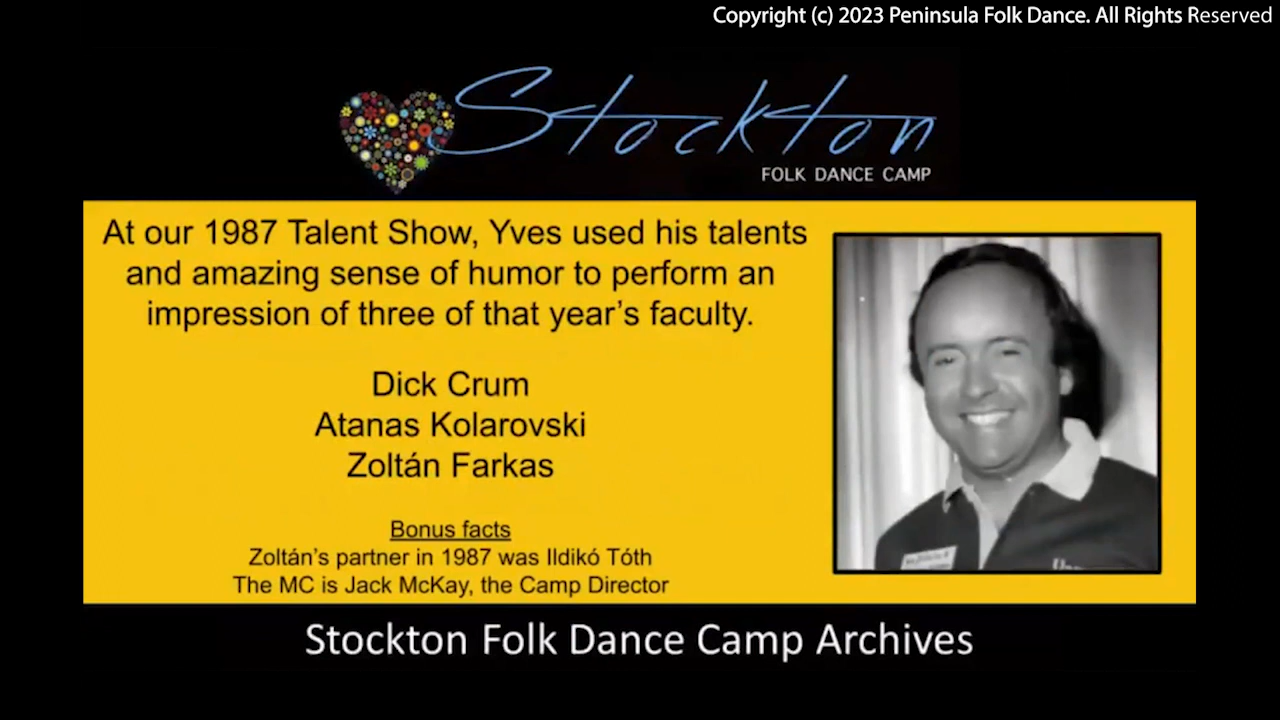 Copyright (c) 2023 Peninsula Folk Dance. All Rights Reserved
Stockton
FOLK DANCE CAMP
At our 1987 Talent Show, Yves used his talents
and amazing sense of humor to perform an
impression of three of that year's faculty.
Dick Crum
Atanas Kolarovski
Zoltán Farkas
Bonus facts
Zoltán's partner in 1987 was Ildikó Tóth
The MC is Jack McKay, the Camp Director
Stockton Folk Dance Camp Archives